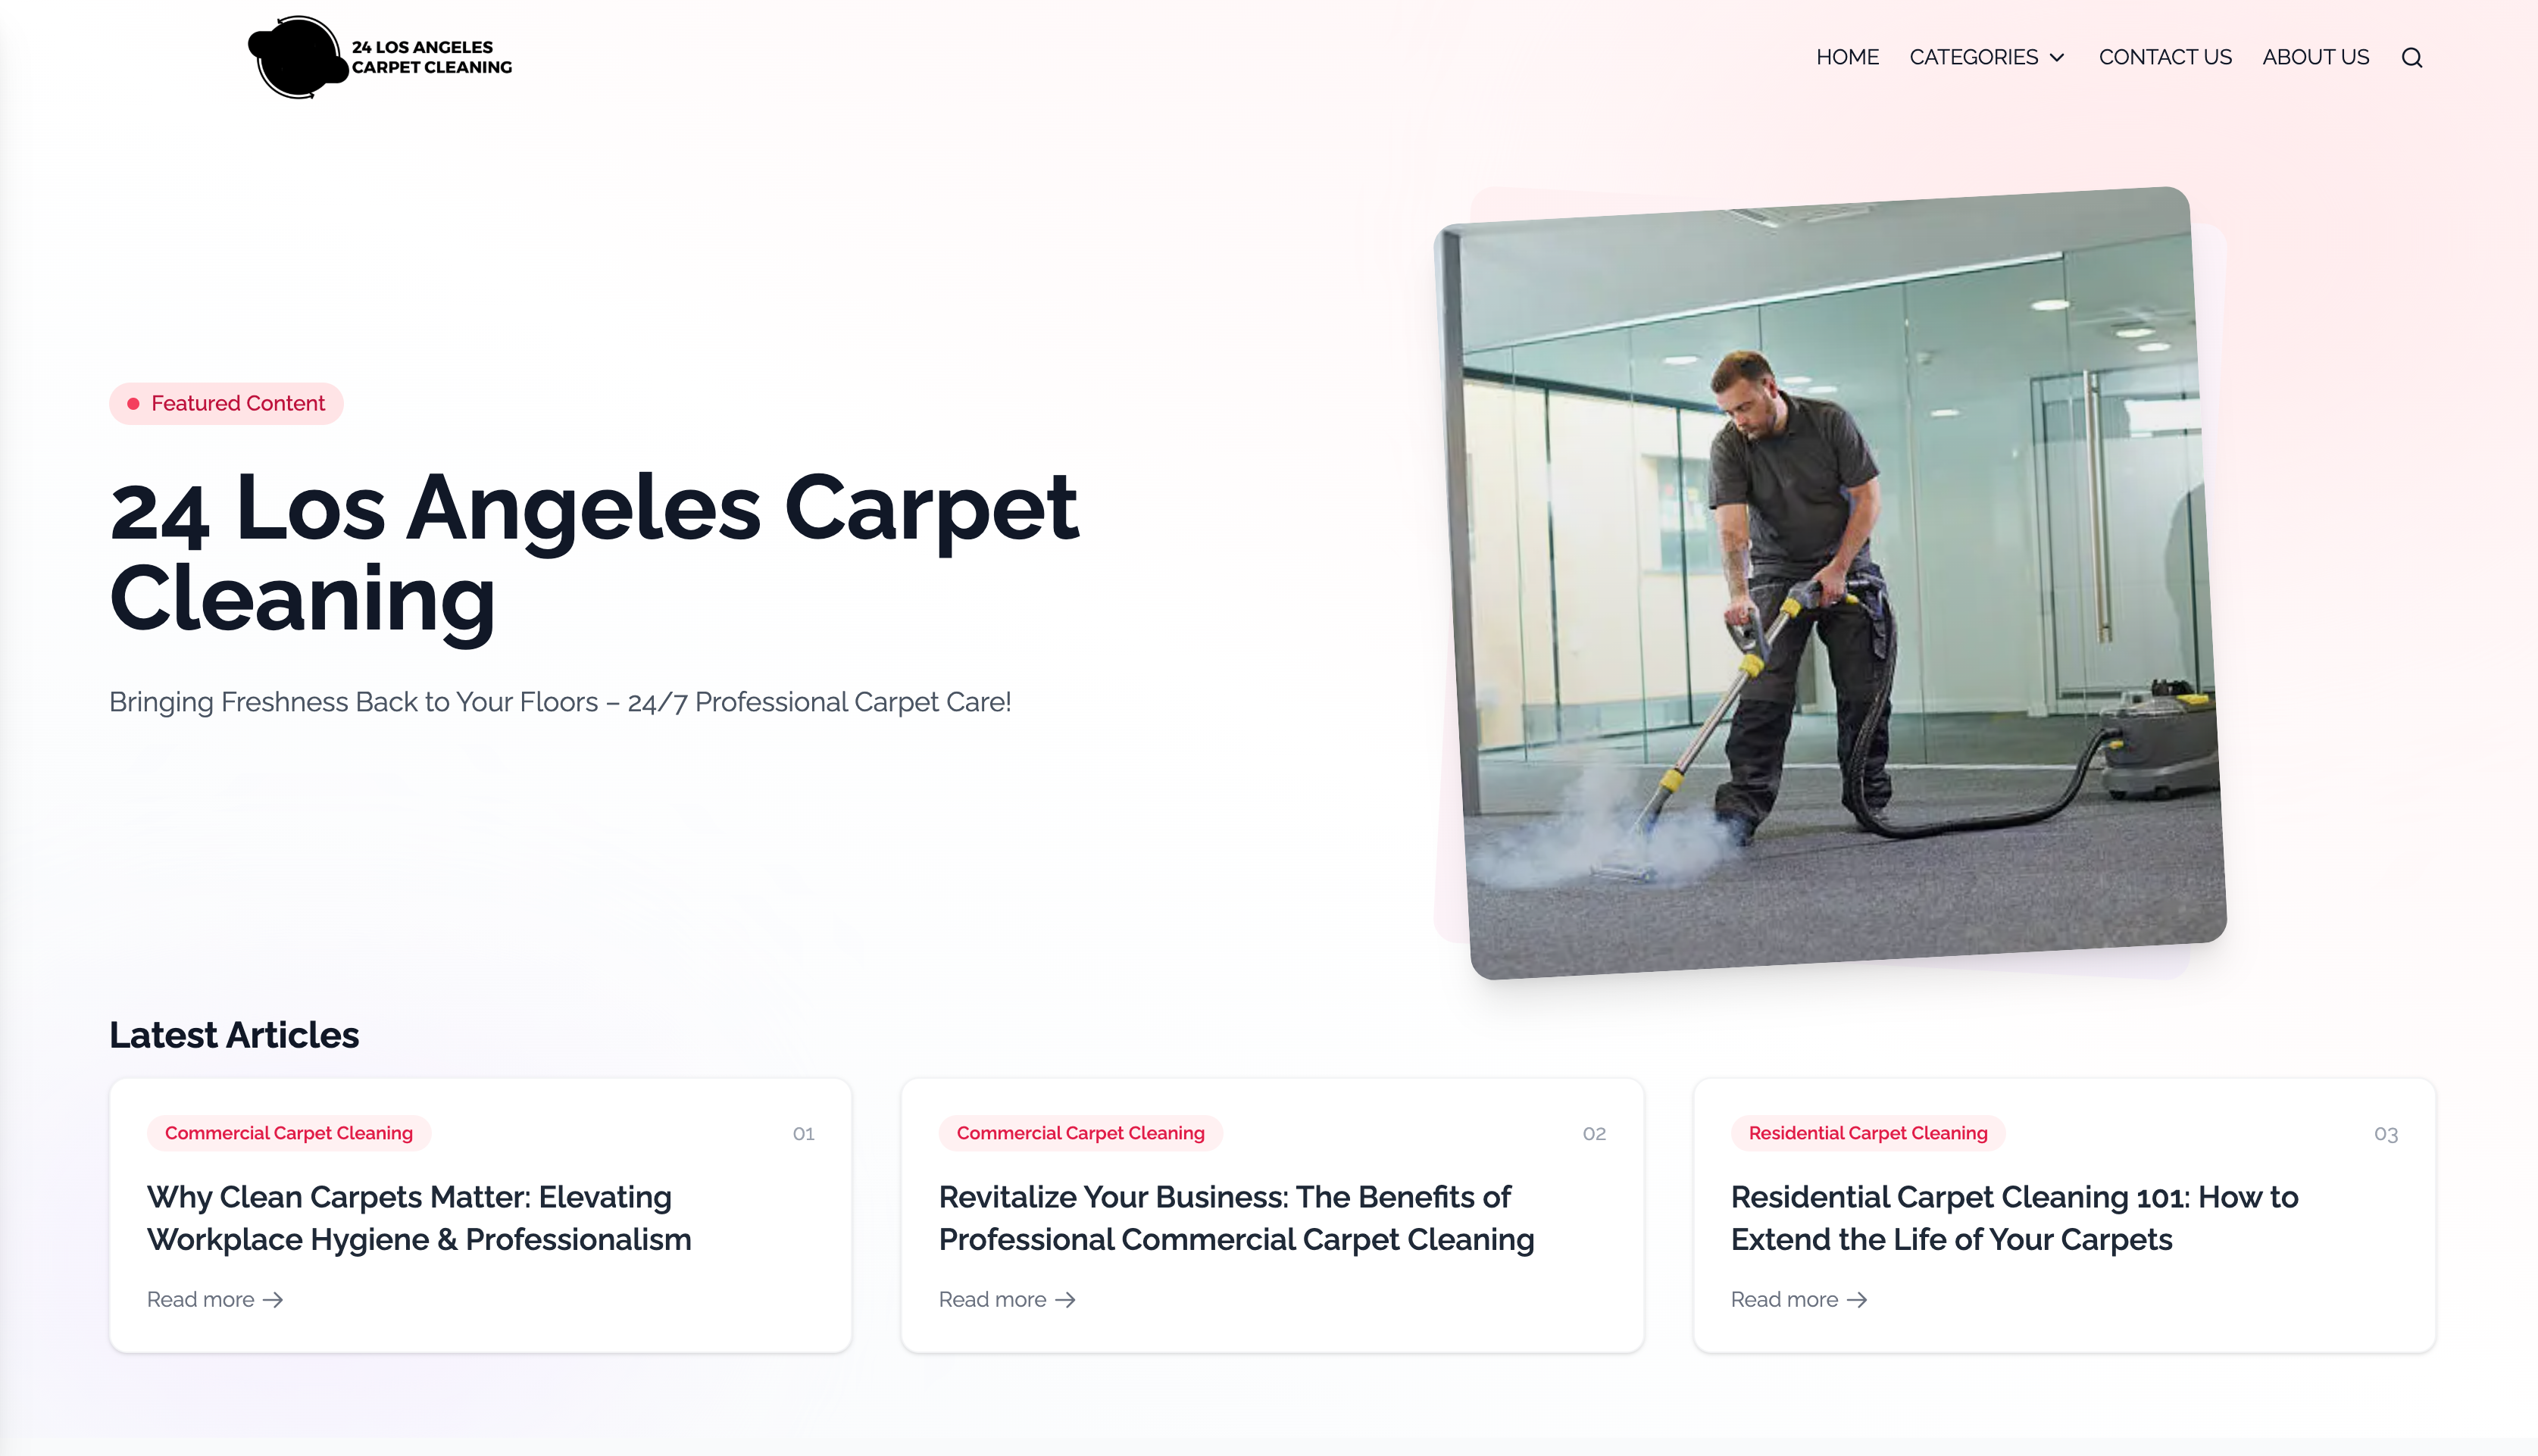 24 LOS ANGELES
CARPET CLEANING
HOME CATEGORIES CONTACT US ABOUT US
Featured Content
24 Los Angeles Carpet
Cleaning
Bringing Freshness Back to Your Floors – 24/7 Professional Carpet Care!
Latest Articles
Commercial Carpet Cleaning 01
Why Clean Carpets Matter: Elevating
Workplace Hygiene & Professionalism
Read more →
Commercial Carpet Cleaning 02
Revitalize Your Business: The Benefits of
Professional Commercial Carpet Cleaning
Read more →
Residential Carpet Cleaning 03
Residential Carpet Cleaning 101: How to
Extend the Life of Your Carpets
Read more →